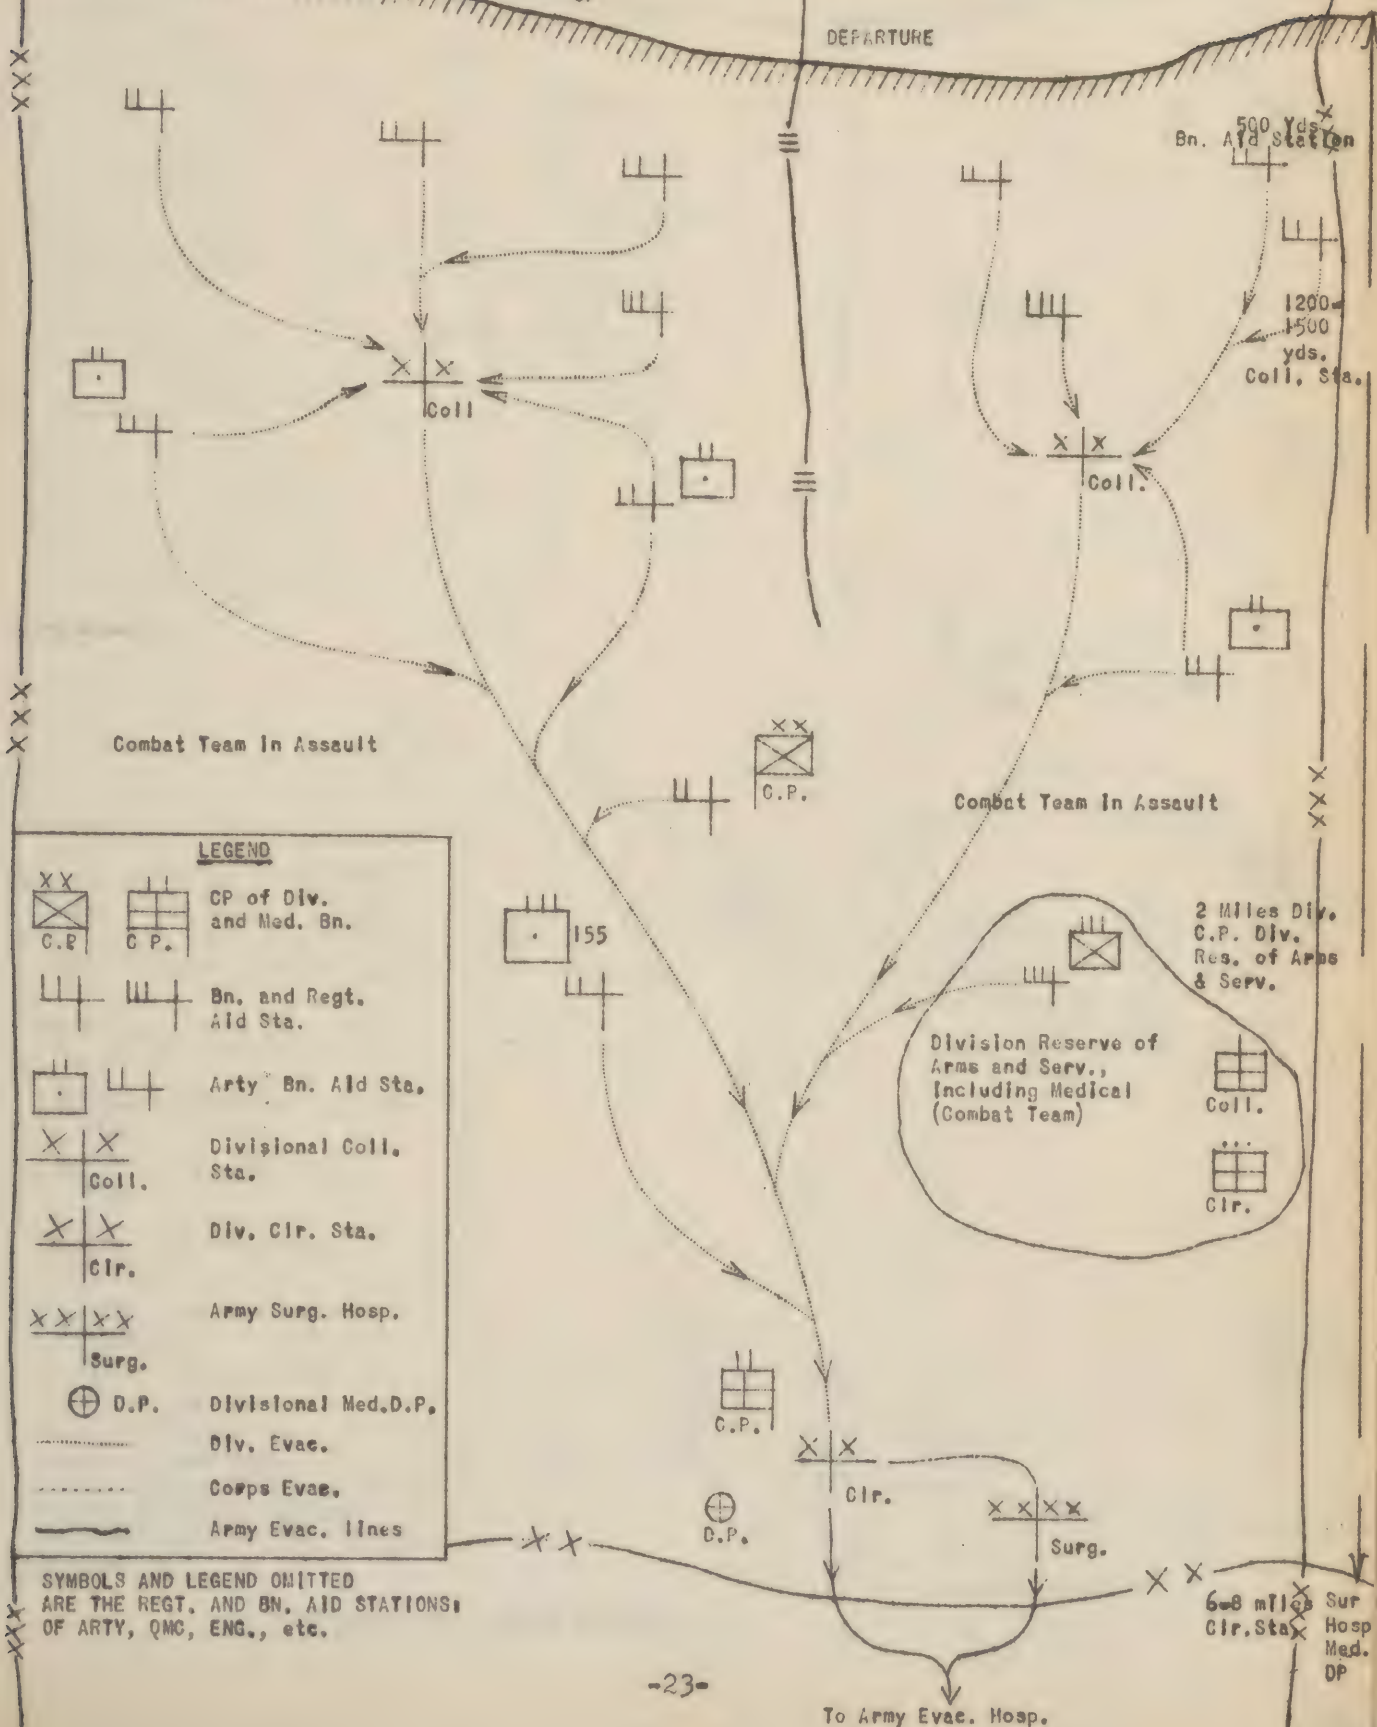 DEPARTURE
500 Yds.
Bn. Aid Station
1200-
1500
yds.
Coll. Sta.
Coll
Coll.
Combat Team in Assault
C.P.
Combat Team in Assault
LEGEND
C.P C P. CP of Div.
and Med. Bn.
Bn. and Regt.
Aid Sta.
Arty Bn. Aid Sta.
Divisional Coll.
Sta.
Coll.
Div. Clr. Sta.
Clr.
Army Surg. Hosp.
Surg.
D.P. Divisional Med.D.P.
Div. Evac.
Corps Evac.
Army Evac. lines
155
2 Miles Div.
C.P. Div.
Res. of Arms
& Serv.
Division Reserve of
Arms and Serv.,
Including Medical
(Combat Team)
Coll.
Clr.
C.P.
Clr.
D.P.
Surg.
SYMBOLS AND LEGEND OMITTED
ARE THE REGT. AND BN. AID STATIONS
OF ARTY, QMC, ENG., etc.
6-8 miles
Clr.Sta
Sur
Hosp
Med.
DP
-23-
To Army Evac. Hosp.